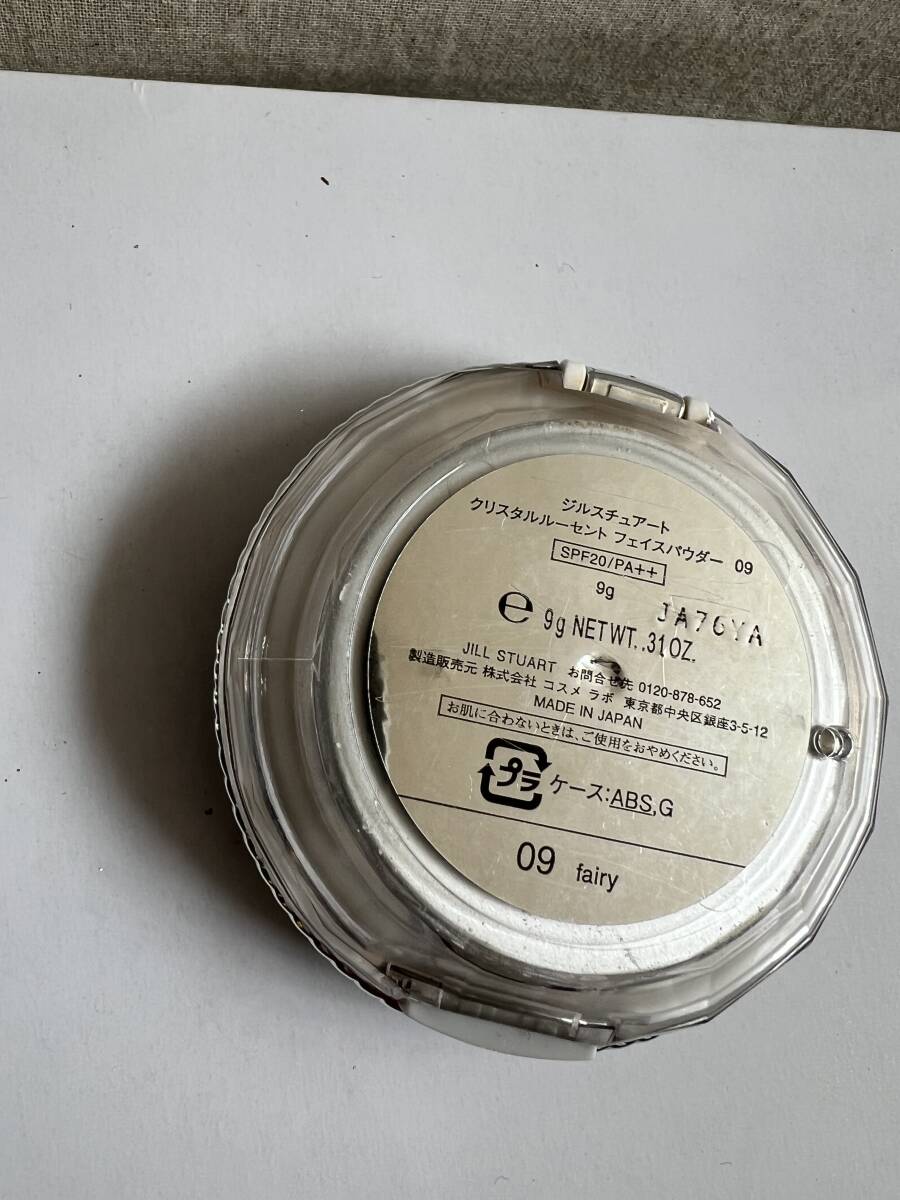 ジルスチュアート
クリスタルルーセント フェイスパウダー 09
SPF20/PA++
9g
JA76YA
e 9g NET WT. .31 OZ.
JILL STUART お問合せ先 0120-878-652
製造販売元 株式会社 コスメ ラボ 東京都中央区銀座3-5-12
MADE IN JAPAN
お肌に合わないときは、ご使用をおやめください。
プラ ケース:ABS,G
09 fairy